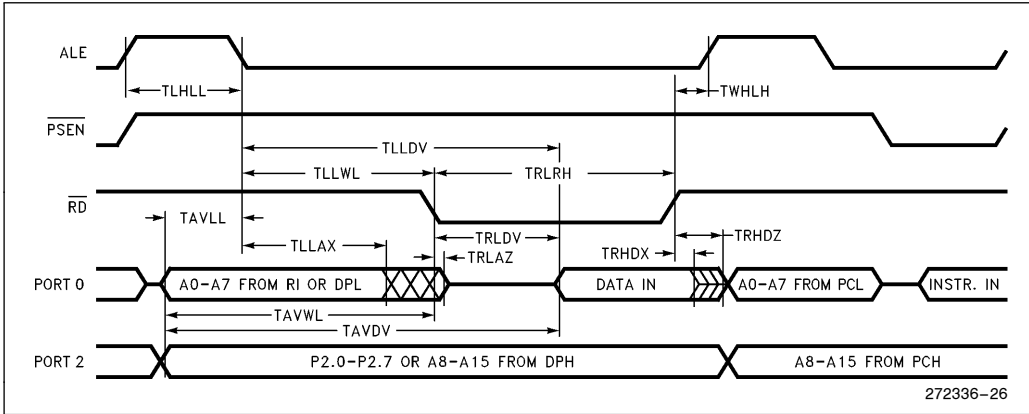 ALE
TLHLL
TWHLH
PSEN
TLLDV
TLLWL
TRLRH
RD
TAVLL
TRLDV
TRHDZ
TLLAX
TRLAZ
TRHDX
PORT 0
A0-A7 FROM RI OR DPL
DATA IN
A0-A7 FROM PCL
INSTR. IN
TAVWL
TAVDV
PORT 2
P2.0-P2.7 OR A8-A15 FROM DPH
A8-A15 FROM PCH
272336-26